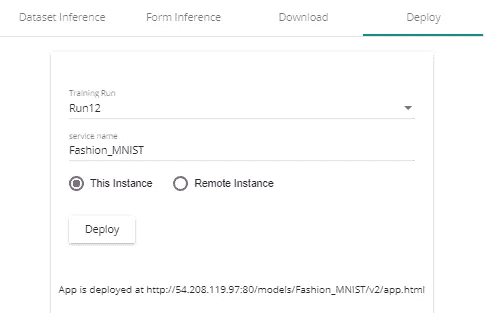 Dataset Inference Form Inference Download Deploy
Training Run
Run12
service name
Fashion_MNIST
This Instance Remote Instance
Deploy
App is deployed at http://54.208.119.97:80/models/Fashion_MNIST/v2/app.html